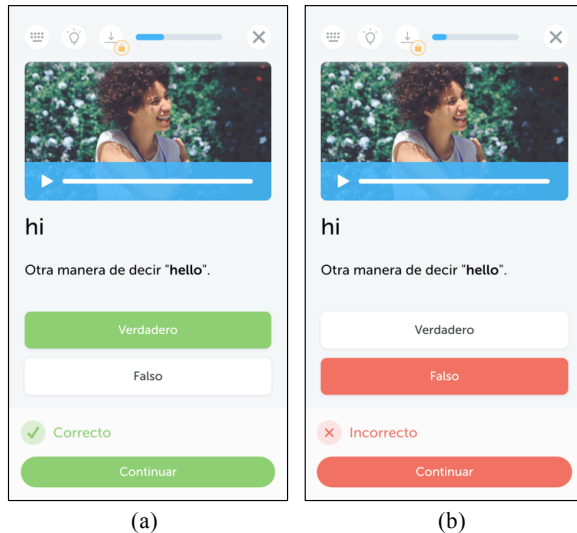 hi
Otra manera de decir "hello".
Verdadero
Falso
Correcto
Continuar
(a)
hi
Otra manera de decir "hello".
Verdadero
Falso
Incorrecto
Continuar
(b)